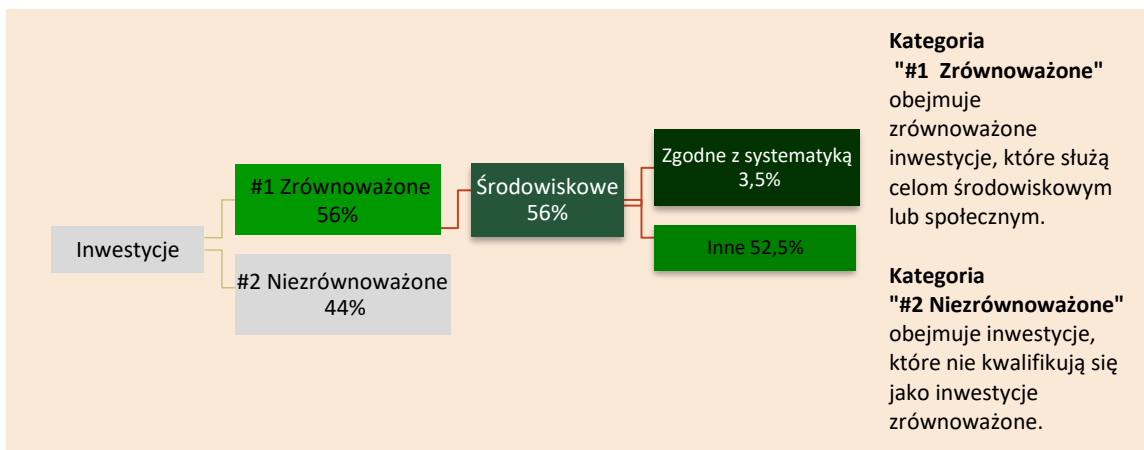 Inwestycje
#1 Zrównoważone
56%
#2 Niezrównoważone
44%
Środowiskowe
56%
Zgodne z systematyką
3,5%
Inne 52,5%
Kategoria
"#1 Zrównoważone"
obejmuje
zrównoważone
inwestycje, które służą
celom środowiskowym
lub społecznym.
Kategoria
"#2 Niezrównoważone"
obejmuje inwestycje,
które nie kwalifikują się
jako inwestycje
zrównoważone.